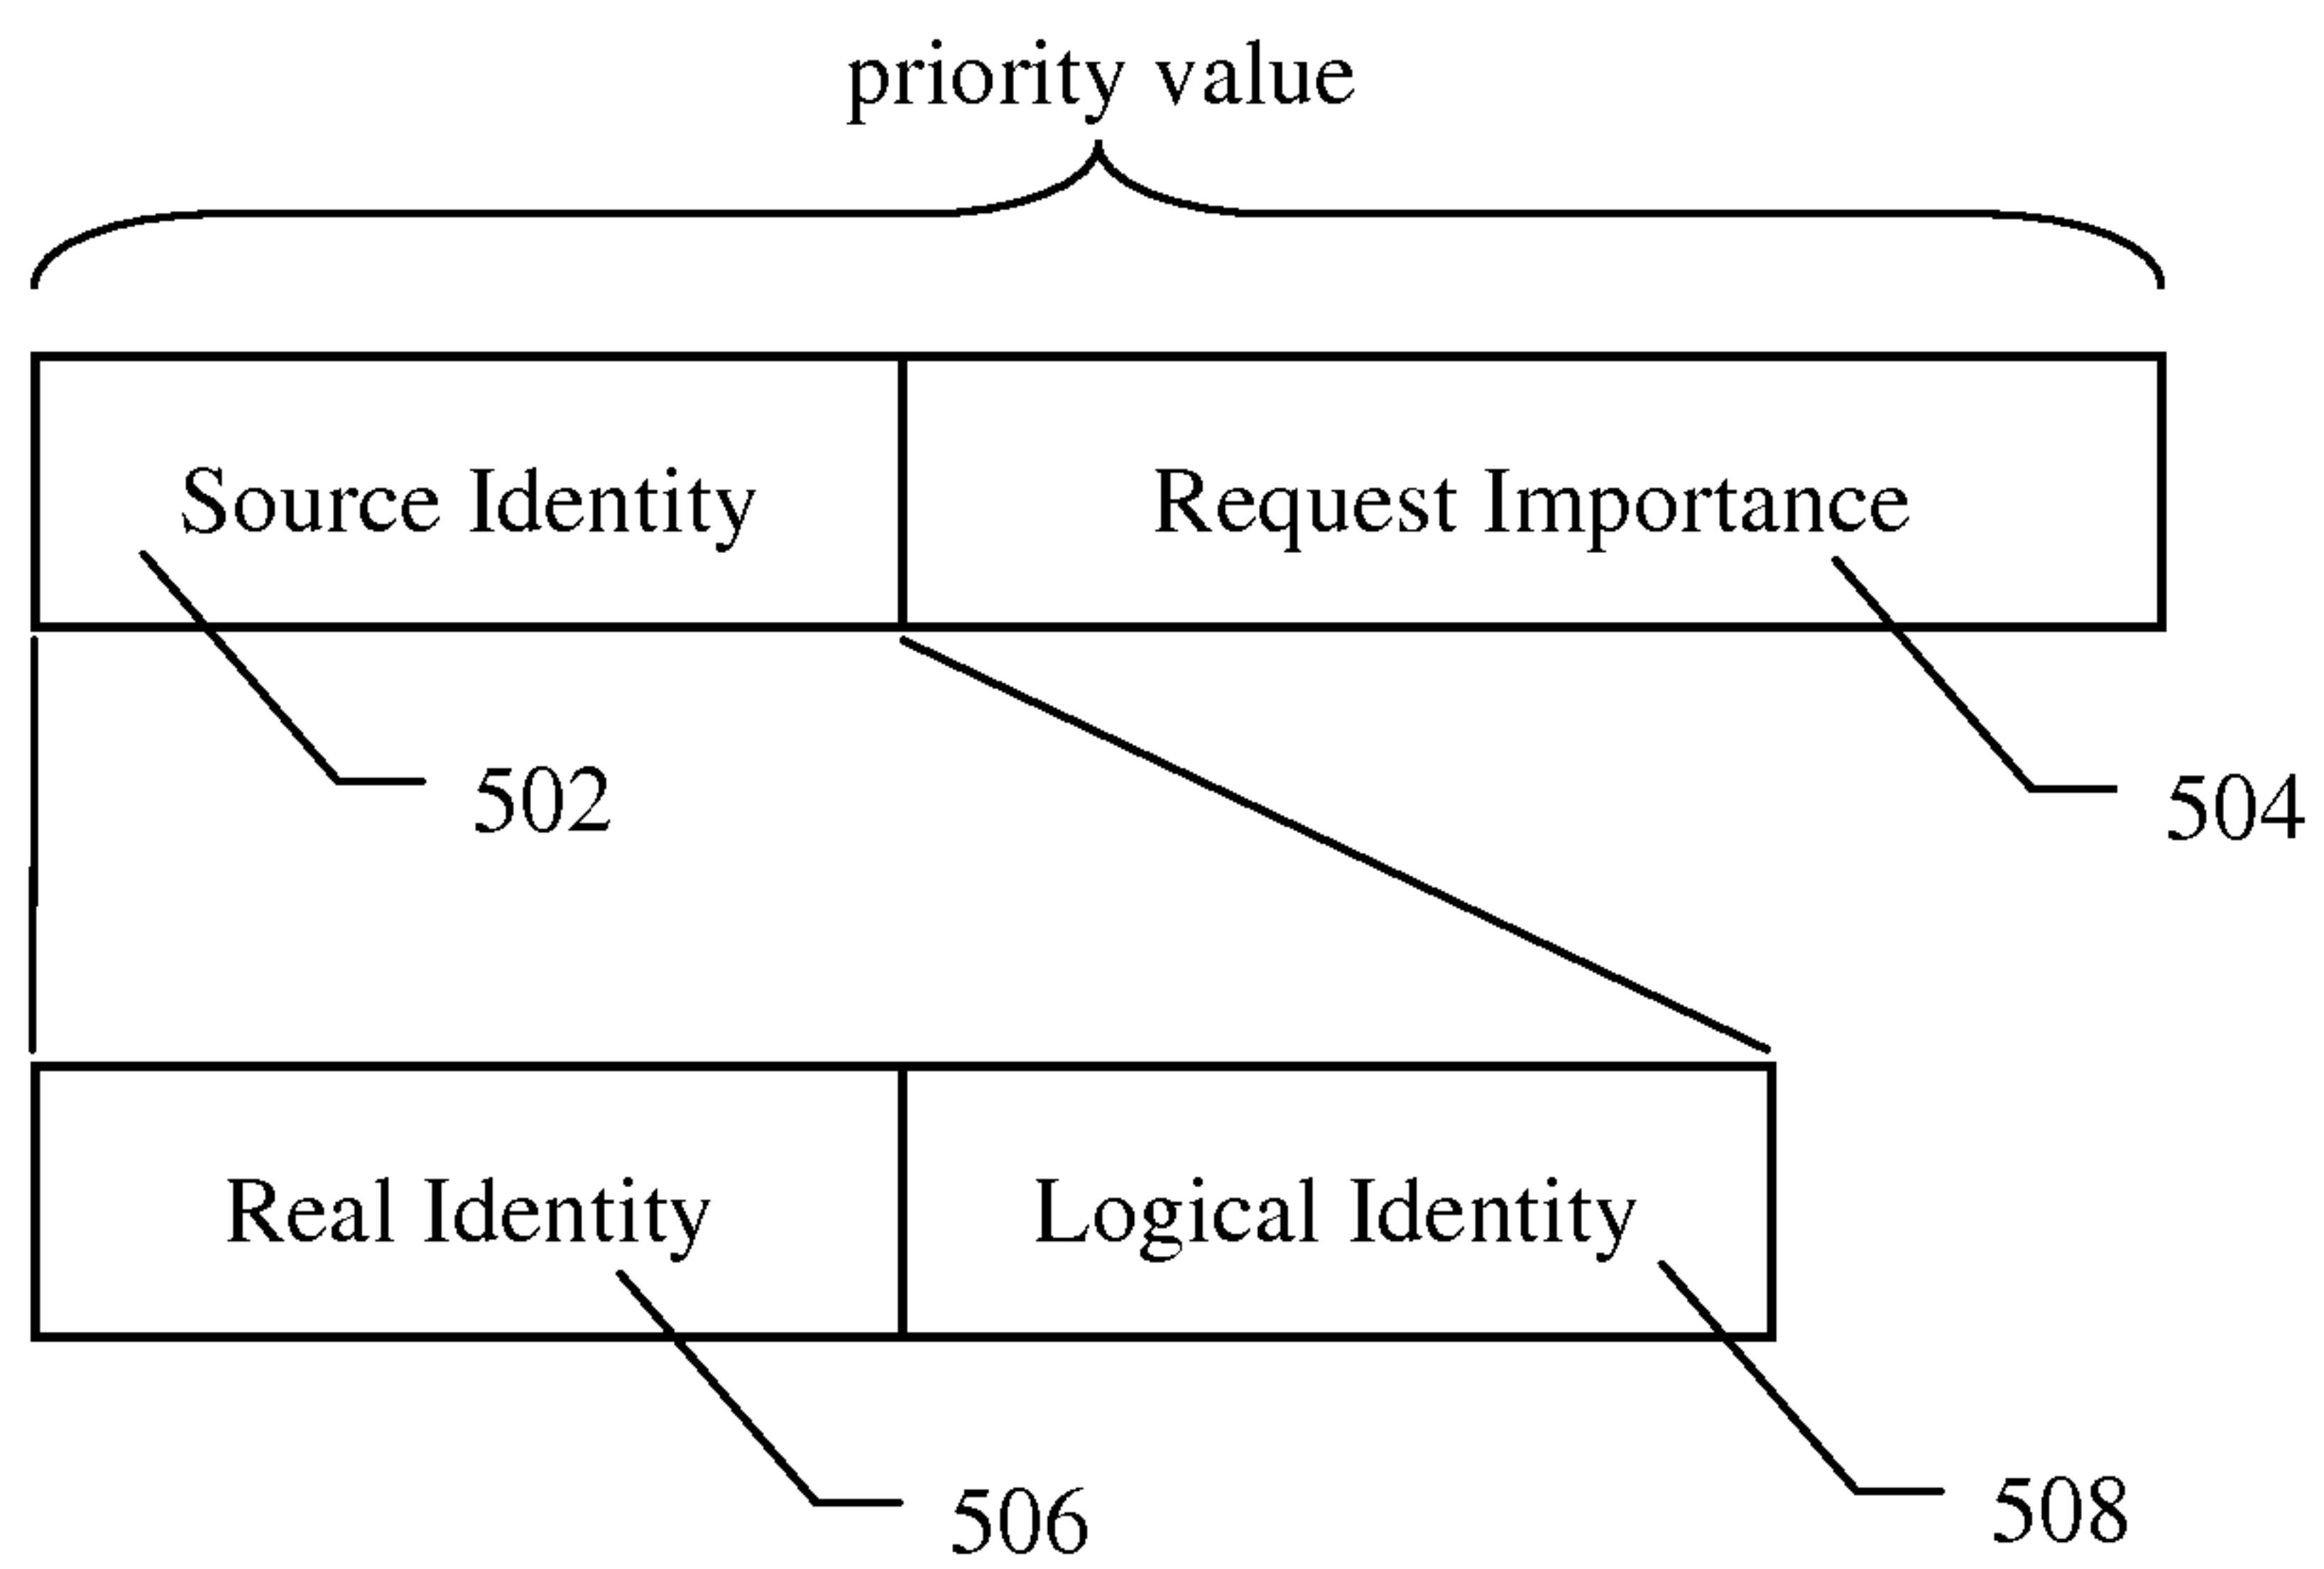 priority value
Source Identity
Request Importance
502
504
Real Identity
Logical Identity
506
508